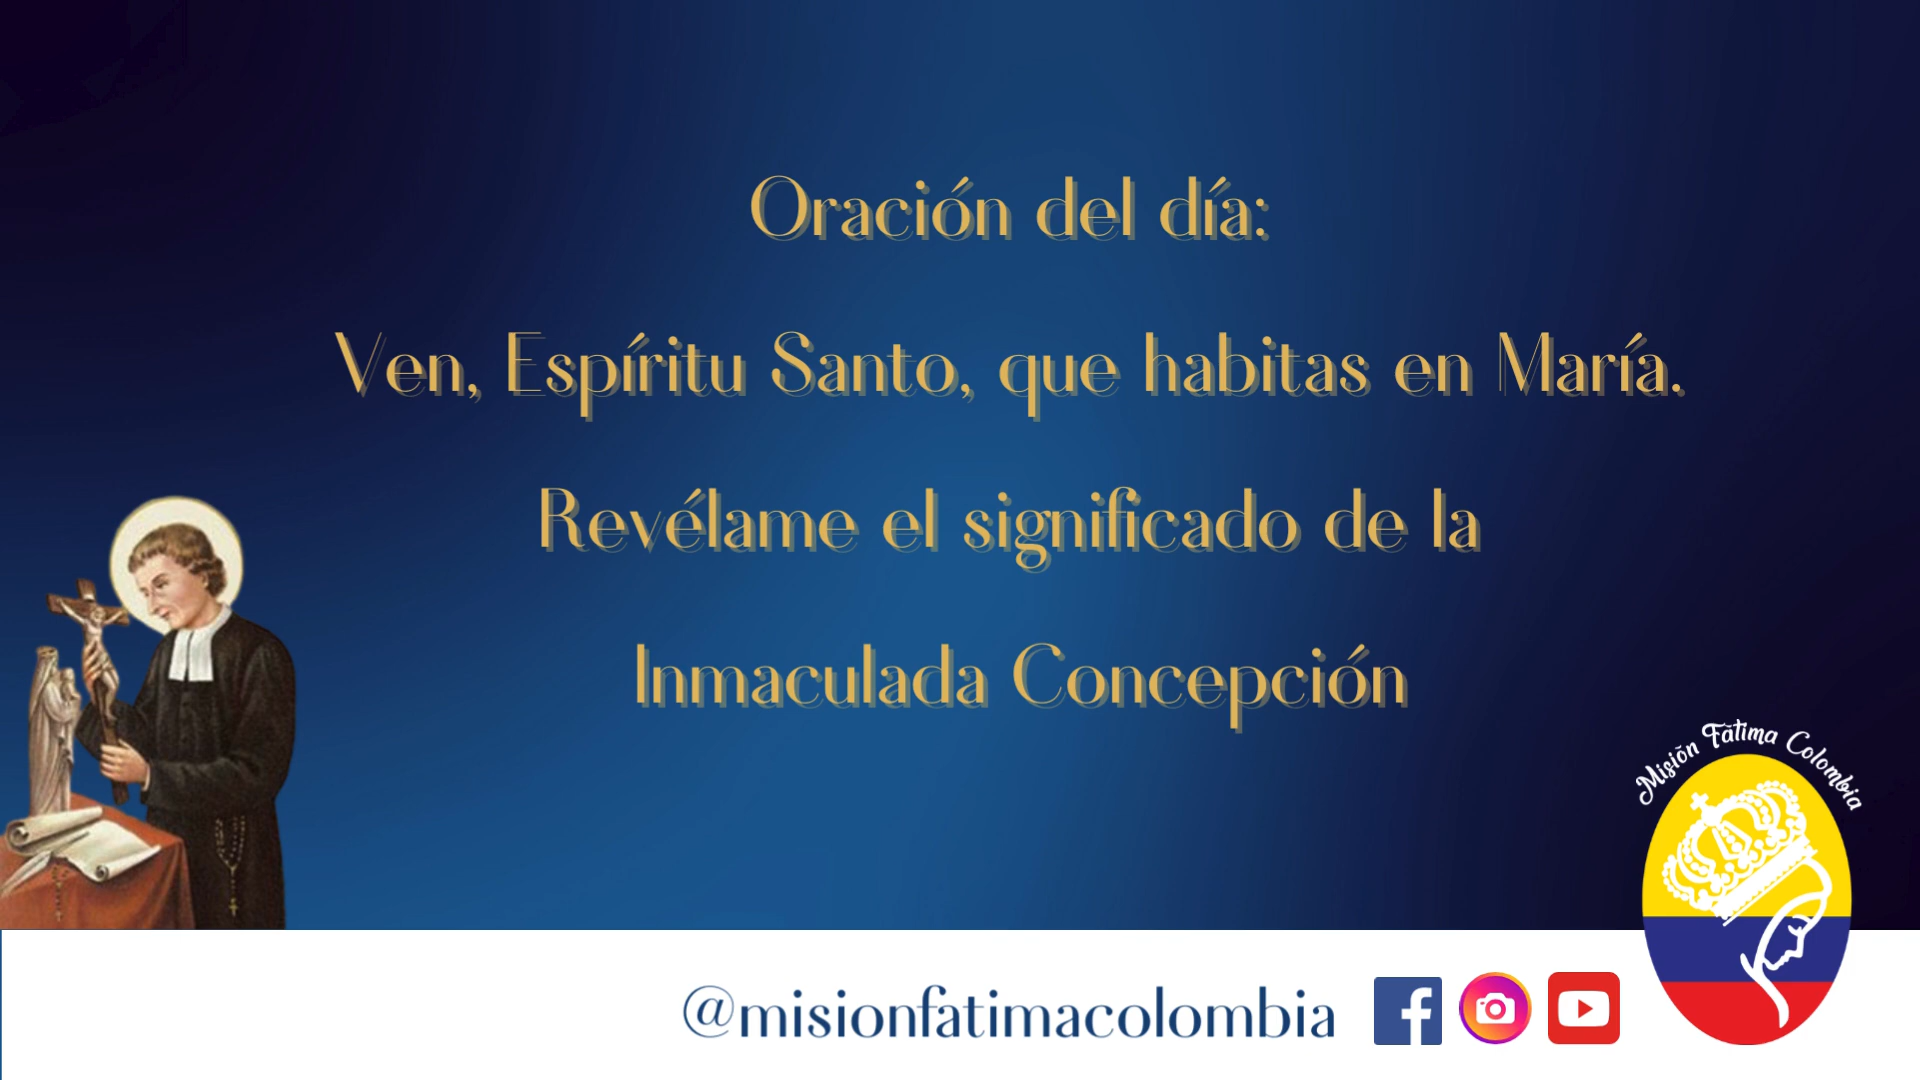 Oración del día:
Ven, Espíritu Santo, que habitas en María.
Revélame el significado de la
Inmaculada Concepción
Misión Fátima Colombia
@misionfatimacolombia